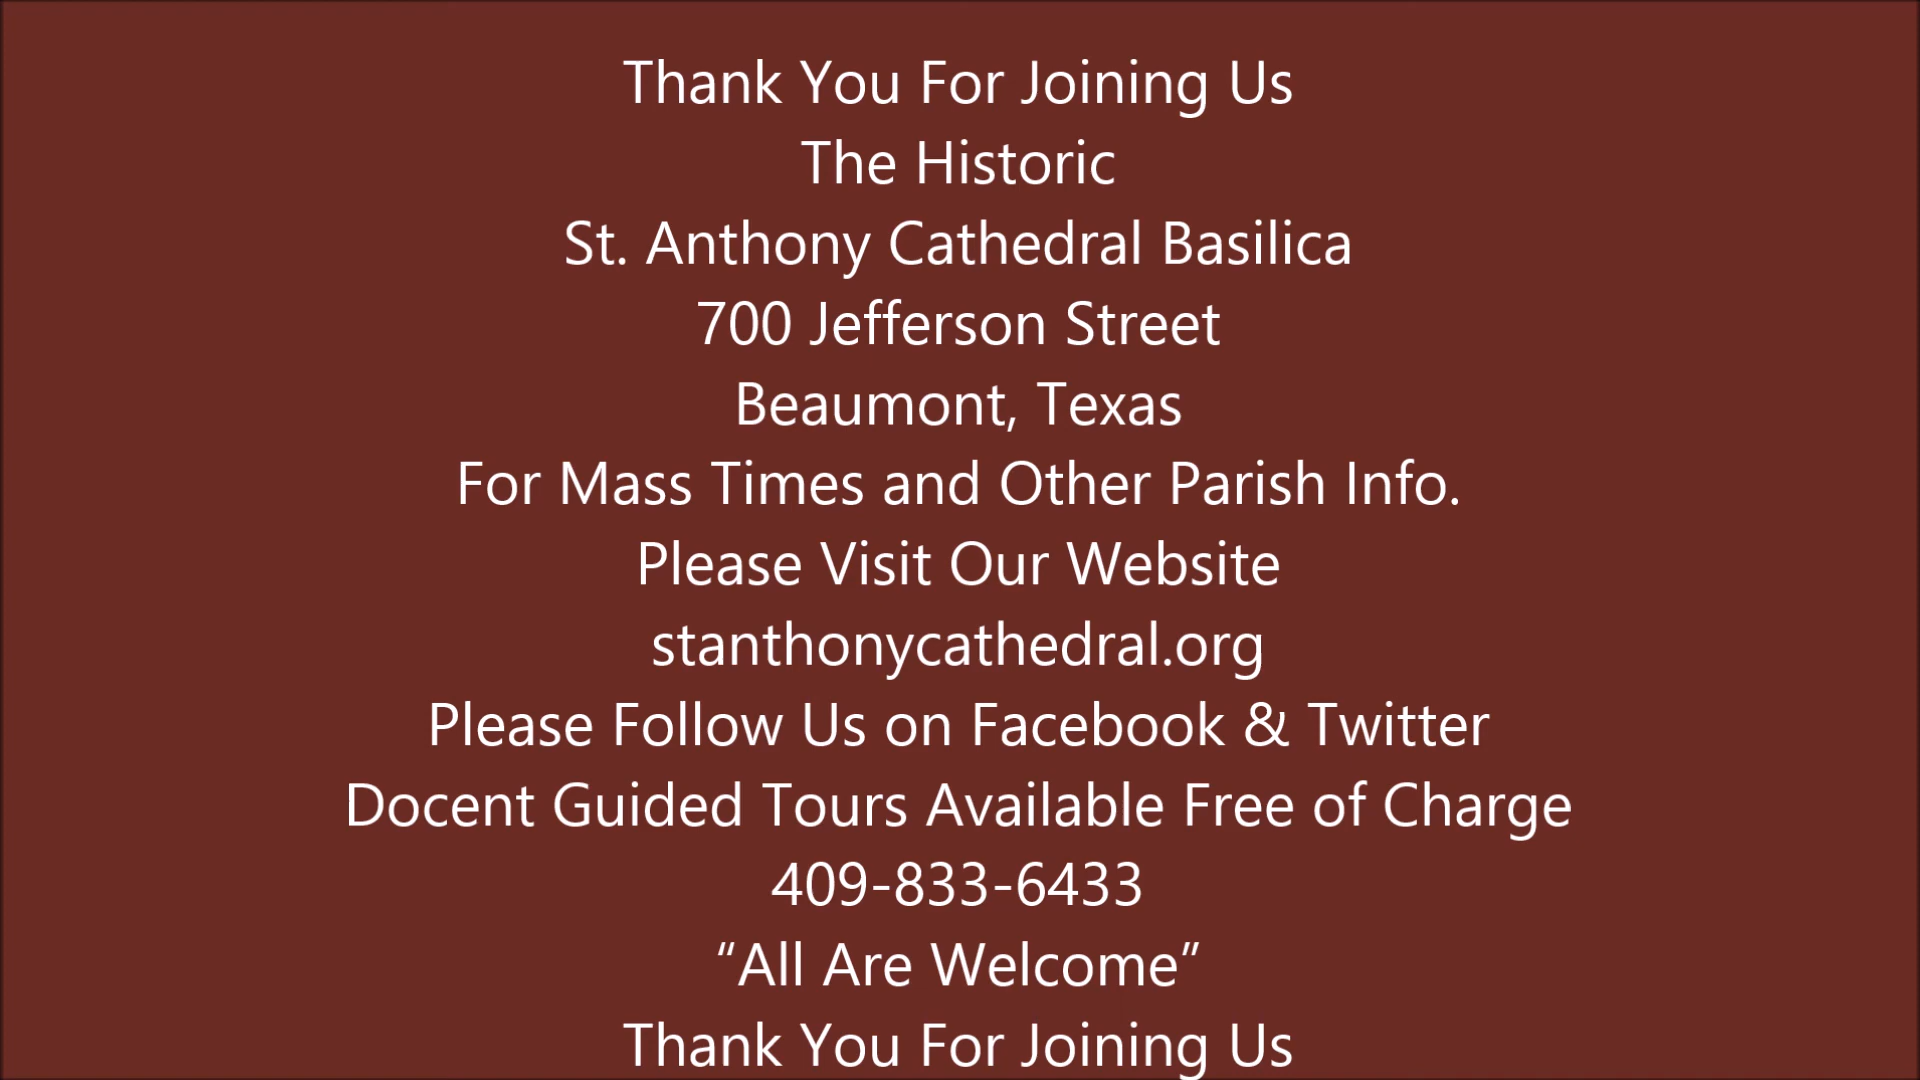 Thank You For Joining Us
The Historic
St. Anthony Cathedral Basilica
700 Jefferson Street
Beaumont, Texas
For Mass Times and Other Parish Info.
Please Visit Our Website
stanthonycathedral.org
Please Follow Us on Facebook & Twitter
Docent Guided Tours Available Free of Charge
409-833-6433
“All Are Welcome”
Thank You For Joining Us